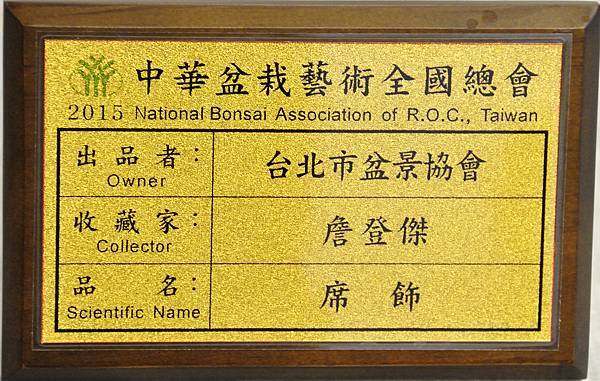 中華盆栽藝術全國總會
2015 National Bonsai Association of R.O.C., Taiwan
出品者： 台北市盆景協會
Owner
收藏家： 詹登傑
Collector
品名： 席飾
Scientific Name